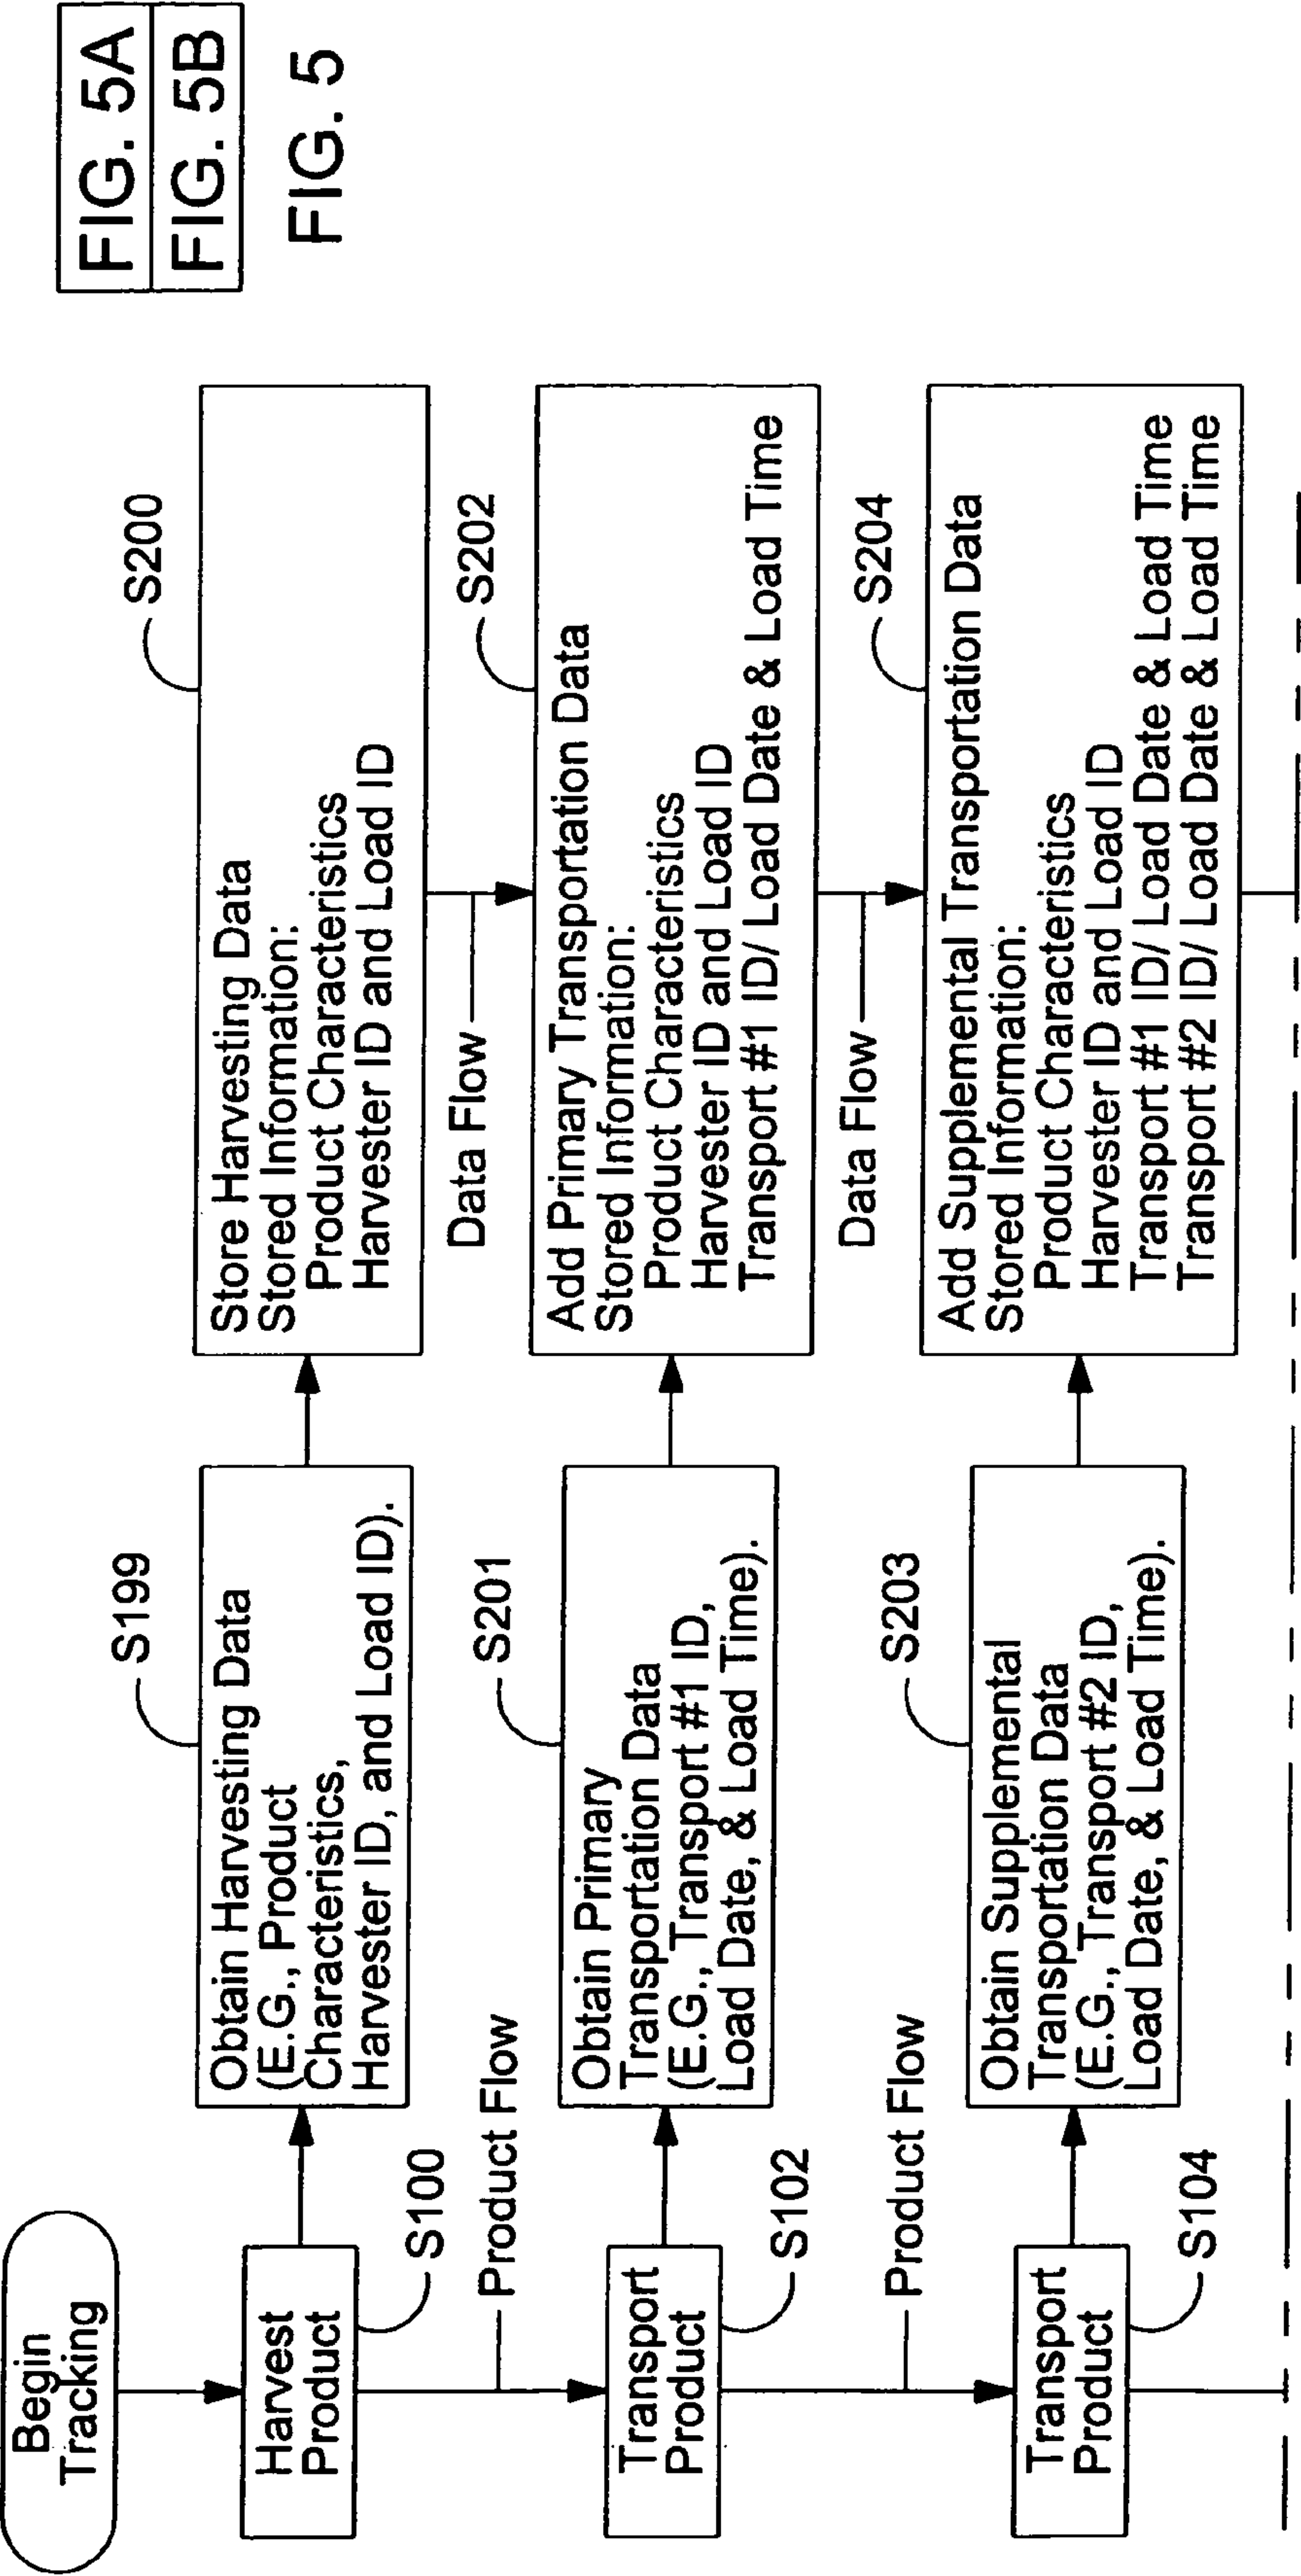 FIG. 5A
FIG. 5B
FIG. 5
Begin
Tracking
Harvest
Product
S100
Obtain Harvesting Data
(E.G., Product
Characteristics,
Harvester ID, and Load ID).
S199
Store Harvesting Data
Stored Information:
Product Characteristics
Harvester ID and Load ID
S200
Product Flow
Data Flow
Transport
Product
S102
Obtain Primary
Transportation Data
(E.G., Transport #1 ID,
Load Date, & Load Time).
S201
Add Primary Transportation Data
Stored Information:
Product Characteristics
Harvester ID and Load ID
Transport #1 ID/ Load Date & Load Time
S202
Product Flow
Data Flow
Transport
Product
S104
Obtain Supplemental
Transportation Data
(E.G., Transport #2 ID,
Load Date, & Load Time).
S203
Add Supplemental Transportation Data
Stored Information:
Product Characteristics
Harvester ID and Load ID
Transport #1 ID/ Load Date & Load Time
Transport #2 ID/ Load Date & Load Time
S204